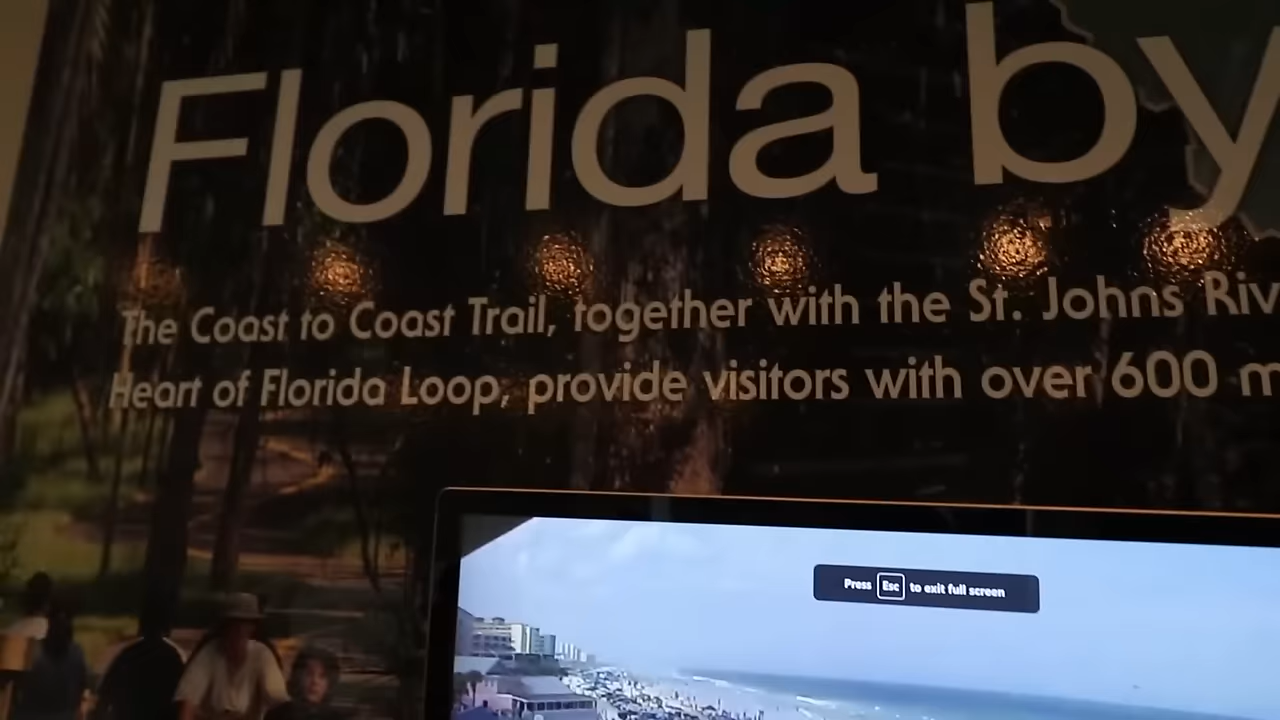 Florida by
The Coast to Coast Trail, together with the St. Johns Riv
Heart of Florida Loop, provide visitors with over 600 m
Press Esc to exit full screen